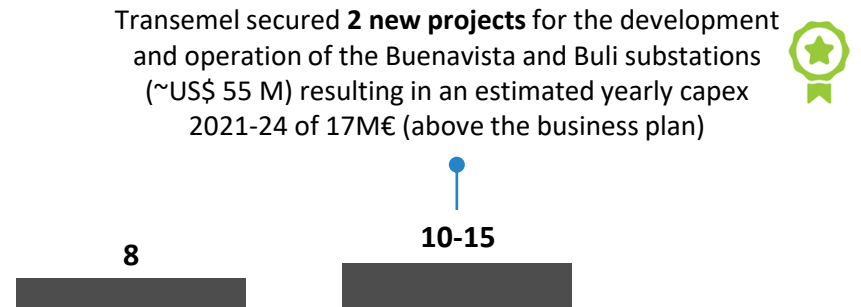 Transemel secured 2 new projects for the development
and operation of the Buenavista and Buli substations
(~US$ 55 M) resulting in an estimated yearly capex
2021-24 of 17M€ (above the business plan)
10-15
8